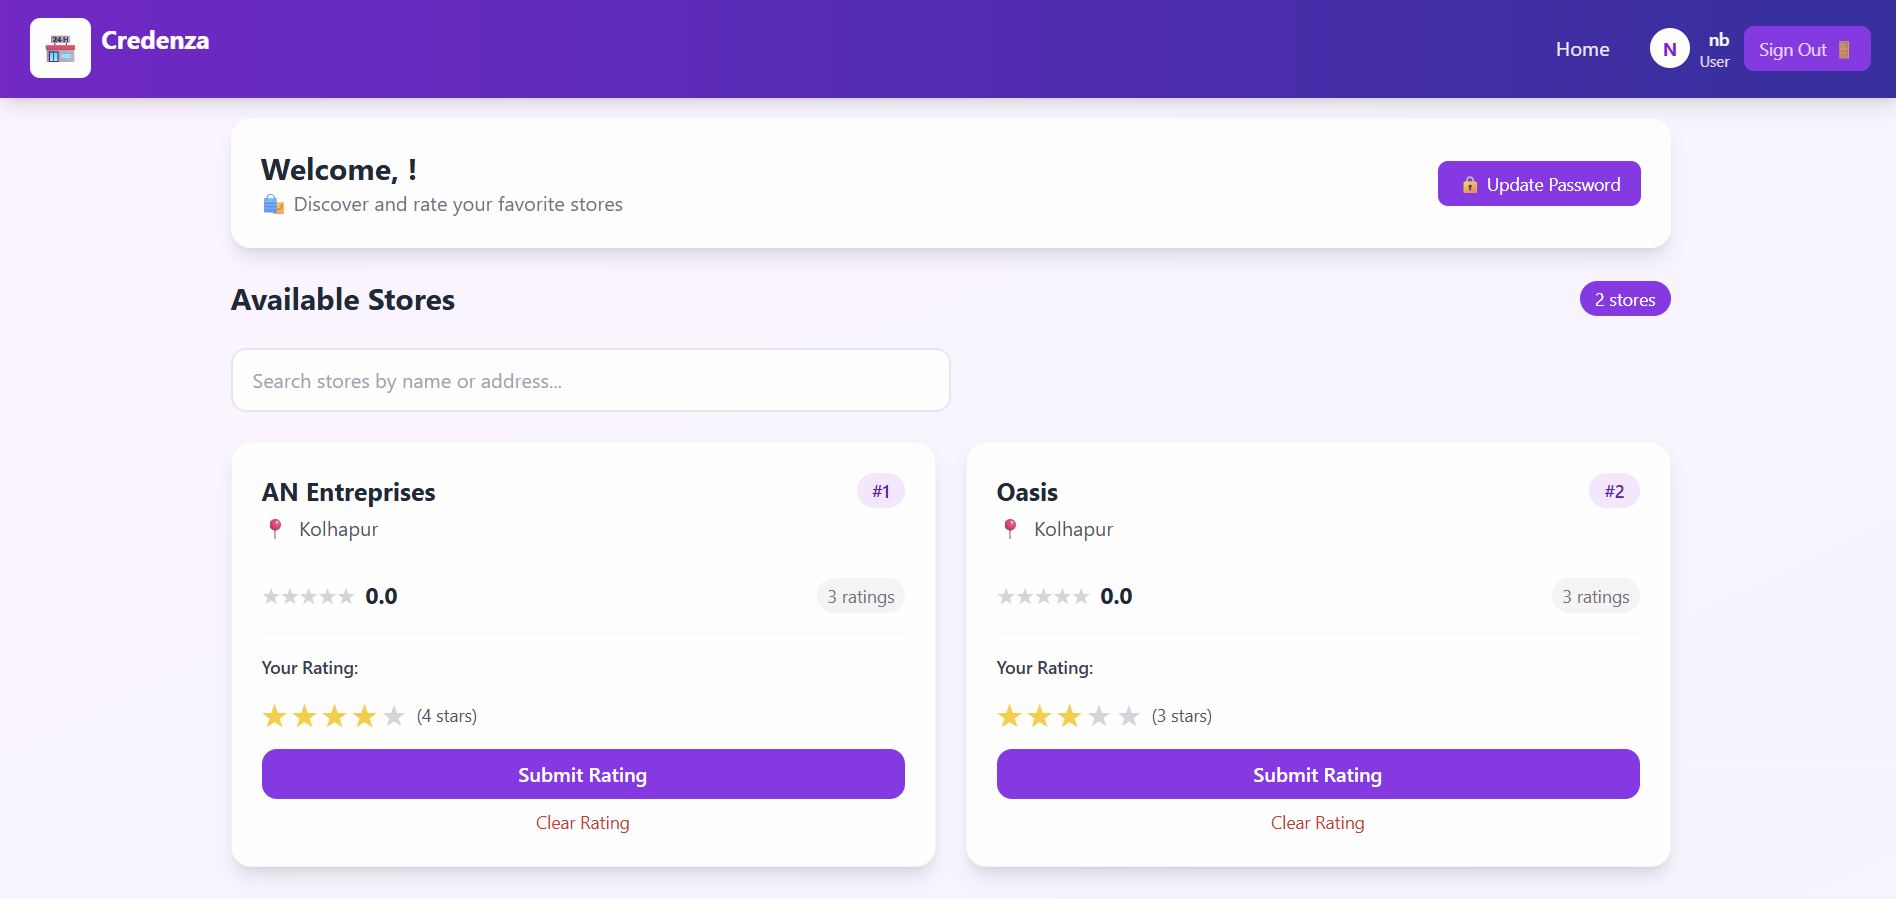 24 H
Credenza
Home
N
nb
User
Sign Out
Welcome, !
Discover and rate your favorite stores
Update Password
Available Stores
2 stores
Search stores by name or address...
AN Entreprises
#1
Kolhapur
0.0
3 ratings
Your Rating:
(4 stars)
Submit Rating
Clear Rating
Oasis
#2
Kolhapur
0.0
3 ratings
Your Rating:
(3 stars)
Submit Rating
Clear Rating